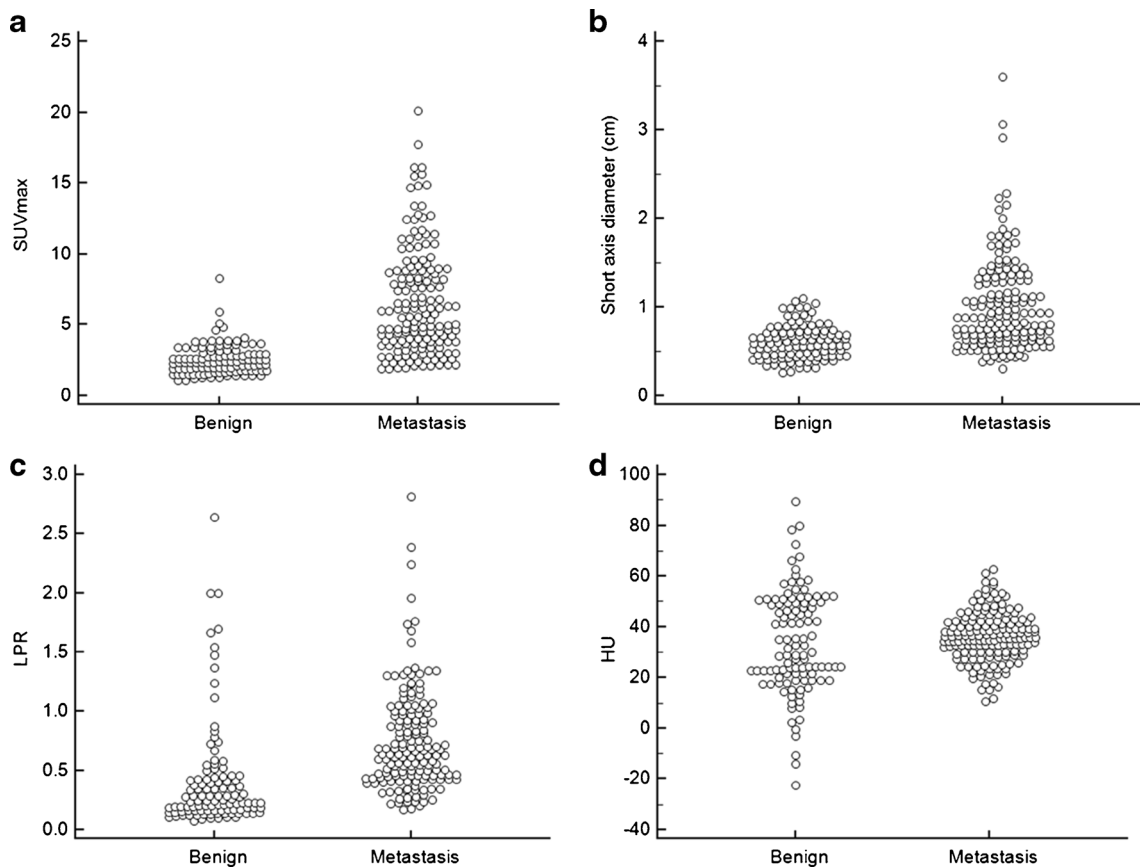 a
25
20
15
10
5
0
SUVmax
Benign Metastasis
b
4
3
2
1
0
Short axis diameter (cm)
Benign Metastasis
c
3.0
2.5
2.0
1.5
1.0
0.5
0.0
LPR
Benign Metastasis
d
100
80
60
40
20
0
-20
-40
HU
Benign Metastasis